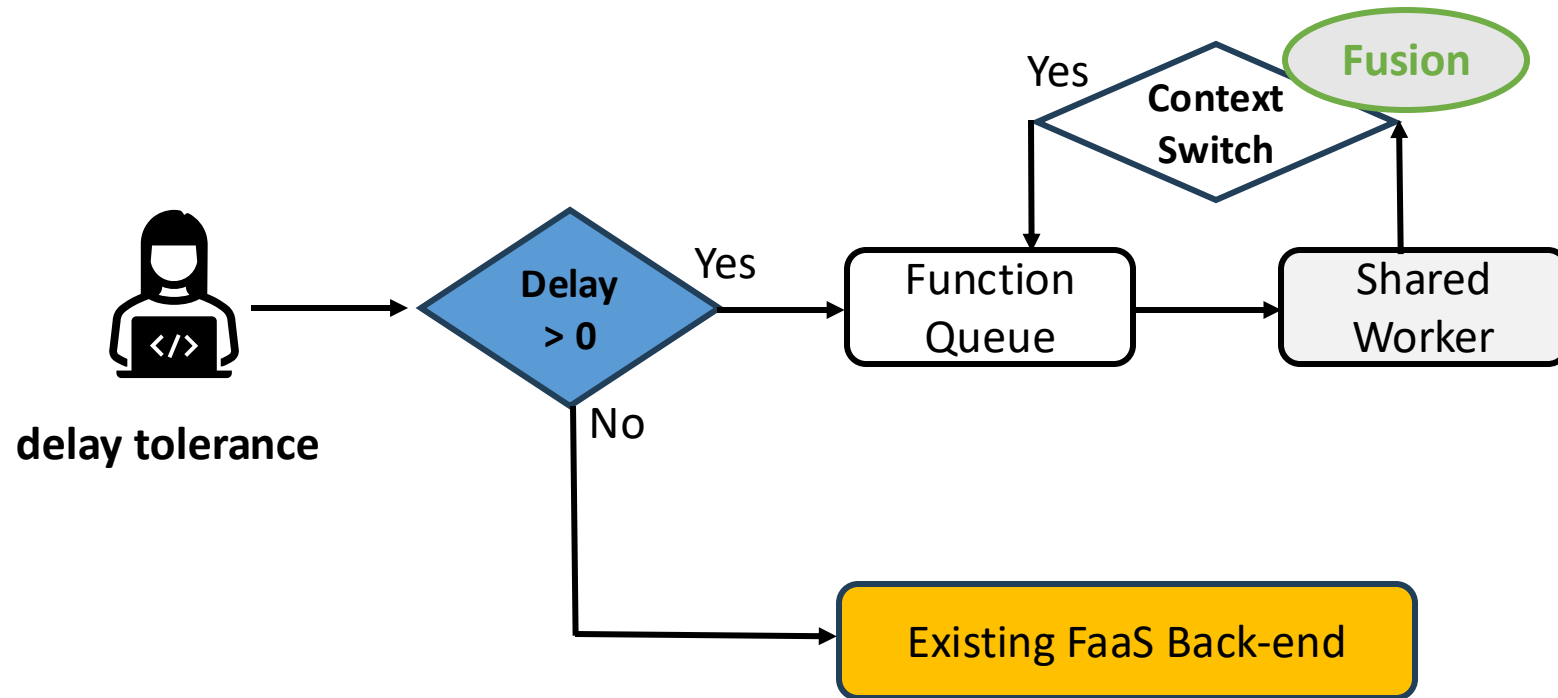 Fusion
Yes
Context
Switch
Delay
> 0
Yes
Function
Queue
Shared
Worker
</>
delay tolerance
No
Existing FaaS Back-end